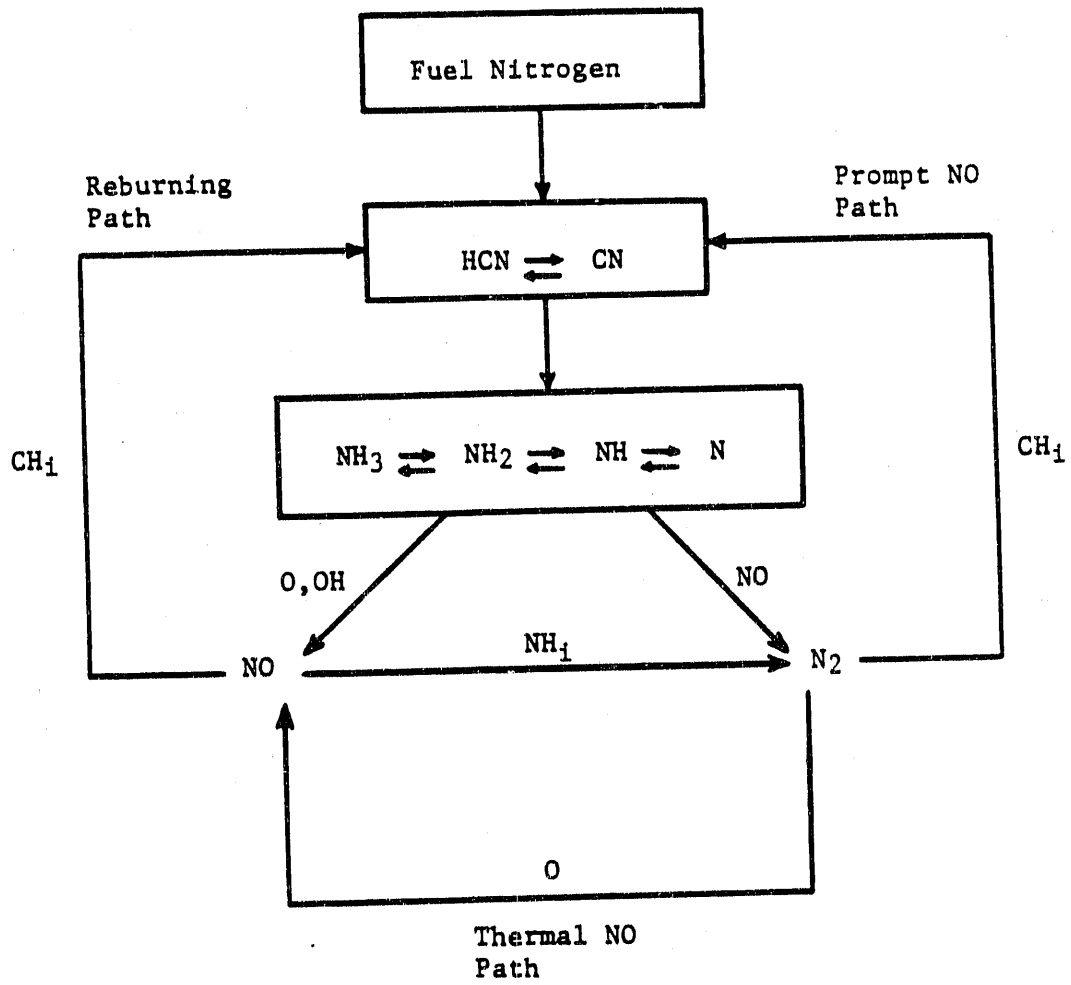 Fuel Nitrogen
Reburning
Path
Prompt NO
Path
HCN ⇌ CN
CHi
NH3 ⇌ NH2 ⇌ NH ⇌ N
CHi
O,OH
NO
NO
NHi
N2
O
Thermal NO
Path